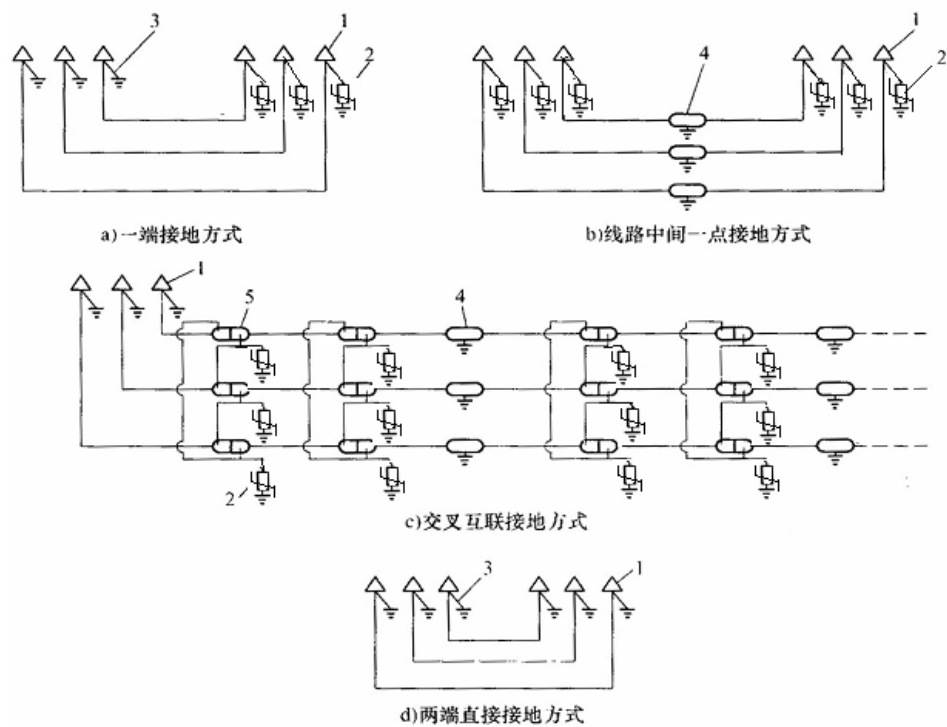 3 1 2
4 1 2
a)一端接地方式
b)线路中间一点接地方式
1 5 4
2
c)交叉互联接地方式
3 1
d)两端直接接地方式